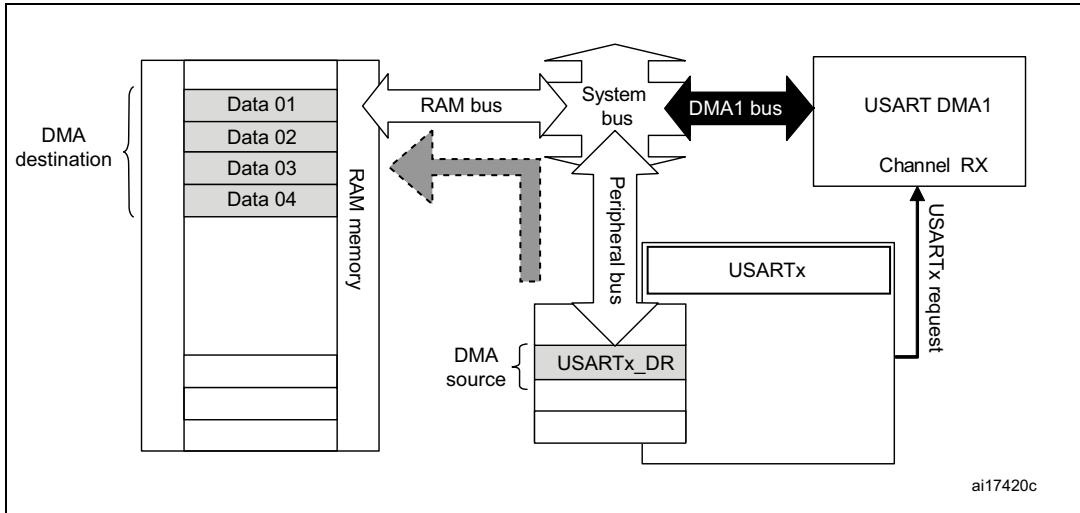 DMA
destination
Data 01
Data 02
Data 03
Data 04
RAM memory
RAM bus
System
bus
DMA1 bus
USART DMA1
Channel RX
Peripheral bus
USARTx
USARTx request
DMA
source
USARTx_DR
ai17420c